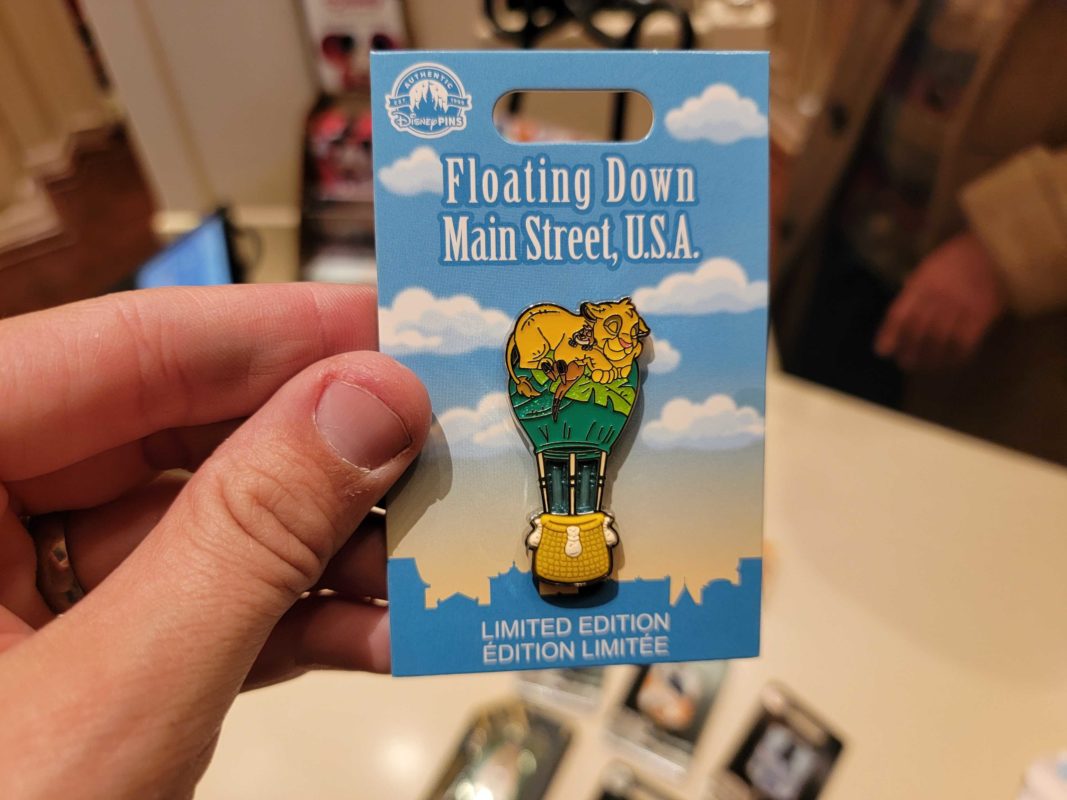 AUTHENTIC
EST. 1999
Disney PINS
Floating Down
Main Street, U.S.A.
LIMITED EDITION
ÉDITION LIMITÉE